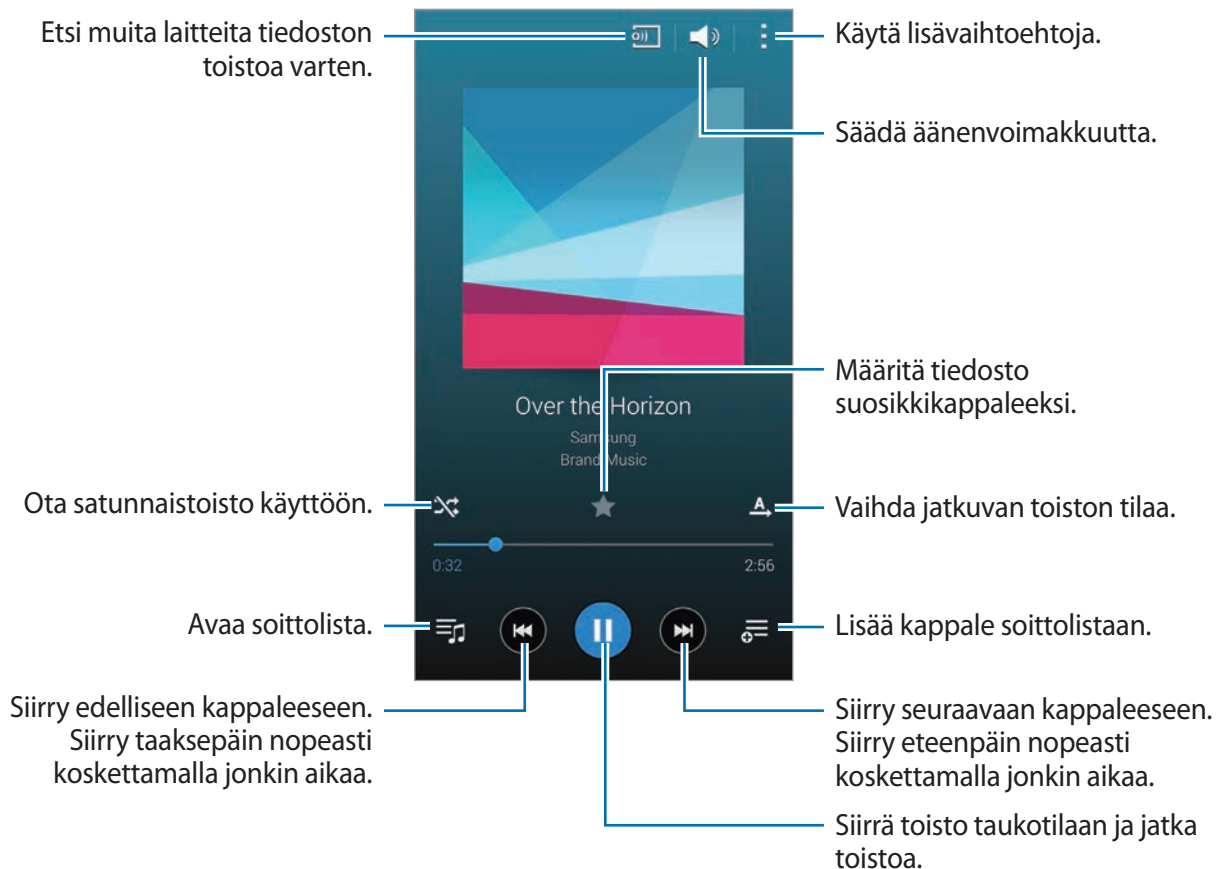 Etsi muita laitteita tiedoston
toistoa varten.
Käytä lisävaihtoehtoja.
Säädä äänenvoimakkuutta.
Määritä tiedosto
suosikkikappaleeksi.
Over the Horizon
Samsung
Brand Music
Ota satunnaistoisto käyttöön.
A
Vaihda jatkuvan toiston tilaa.
0:32
2:56
Avaa soittolista.
Lisää kappale soittolistaan.
Siirry edelliseen kappaleeseen.
Siirry taaksepäin nopeasti
koskettamalla jonkin aikaa.
Siirry seuraavaan kappaleeseen.
Siirry eteenpäin nopeasti
koskettamalla jonkin aikaa.
Siirrä toisto taukotilaan ja jatka
toistoa.